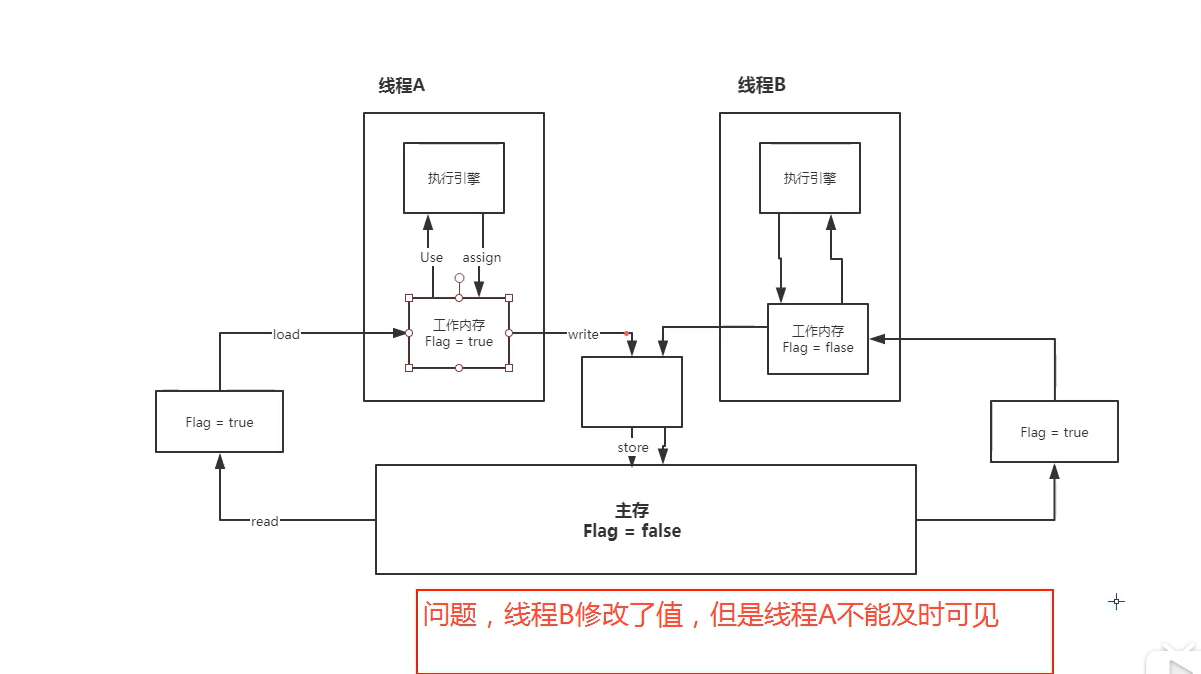 线程A
线程B
执行引擎
执行引擎
Use
assign
工作内存
Flag = true
工作内存
Flag = flase
load
write
Flag = true
Flag = true
store
read
主存
Flag = false
问题，线程B修改了值，但是线程A不能及时可见